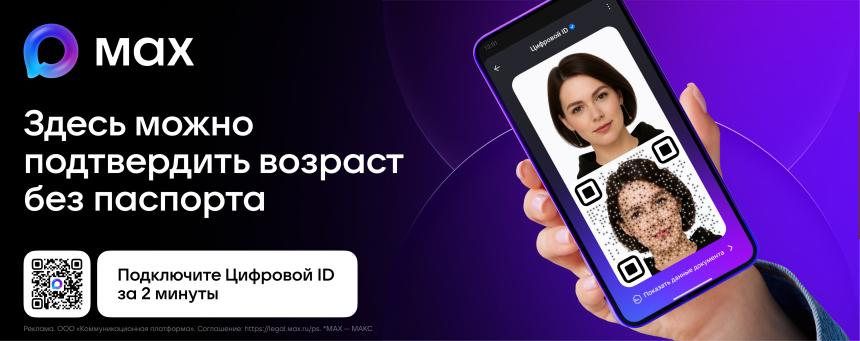 max
Здесь можно
подтвердить возраст
без паспорта
Подключите Цифровой ID
за 2 минуты
Реклама. ООО «Коммуникационная платформа». Соглашение: https://legal.max.ru/ps. *MAX — МАКС
Цифровой ID
Показать данные документа